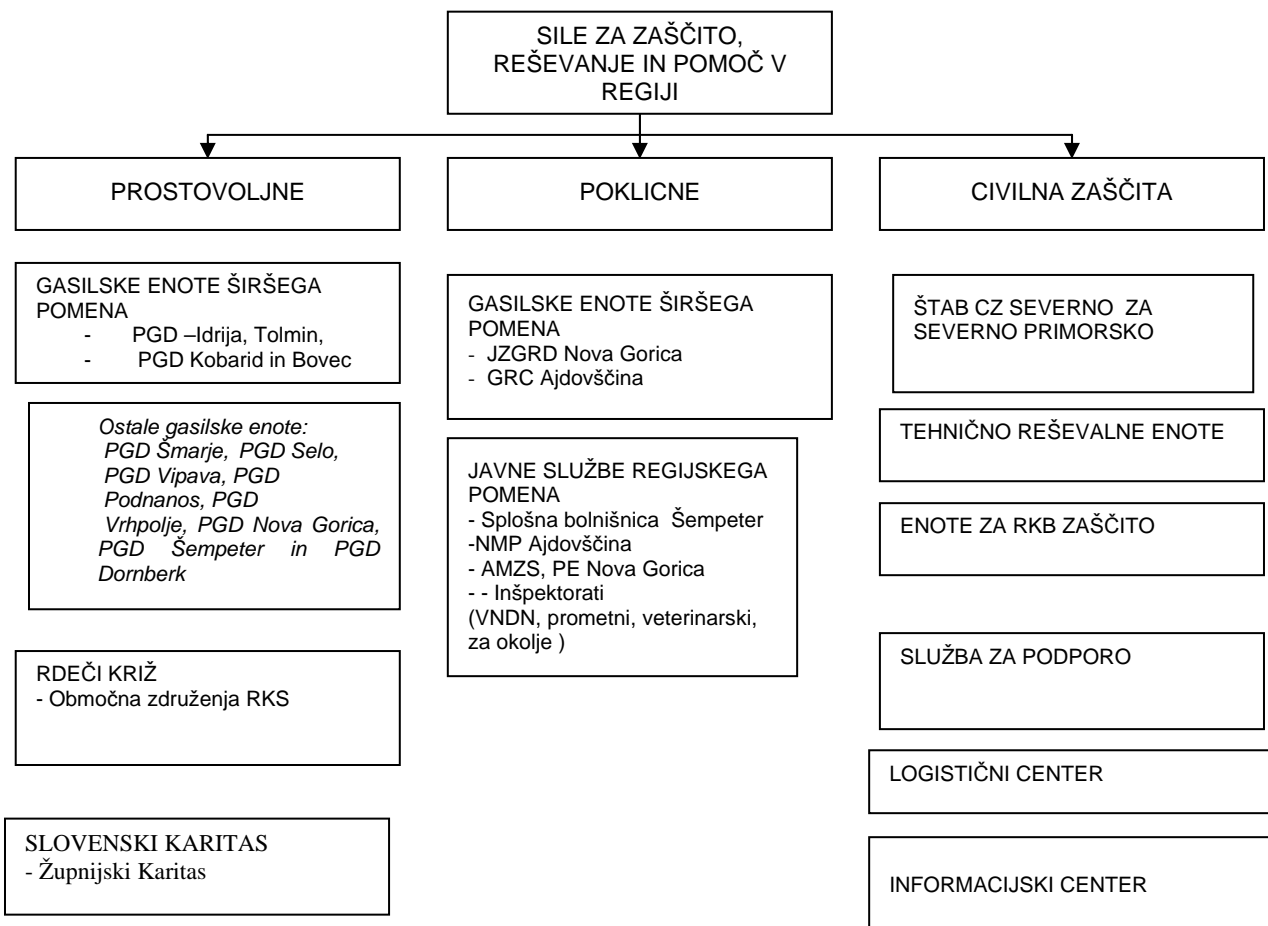 SILE ZA ZAŠČITO,
REŠEVANJE IN POMOČ V
REGIJI
PROSTOVOLJNE
POKLICNE
CIVILNA ZAŠČITA
GASILSKE ENOTE ŠIRŠEGA
POMENA
- PGD –Idrija, Tolmin,
- PGD Kobarid in Bovec
Ostale gasilske enote:
PGD Šmarje, PGD Selo,
PGD Vipava, PGD
Podnanos, PGD
Vrhpolje, PGD Nova Gorica,
PGD Šempeter in PGD
Dornberk
RDEČI KRIŽ
- Območna združenja RKS
SLOVENSKI KARITAS
- Župnijski Karitas
GASILSKE ENOTE ŠIRŠEGA
POMENA
- JZGRD Nova Gorica
- GRC Ajdovščina
JAVNE SLUŽBE REGIJSKEGA
POMENA
- Splošna bolnišnica Šempeter
-NMP Ajdovščina
- AMZS, PE Nova Gorica
- - Inšpektorati
(VNDN, prometni, veterinarski,
za okolje )
ŠTAB CZ SEVERNO ZA
SEVERNO PRIMORSKO
TEHNIČNO REŠEVALNE ENOTE
ENOTE ZA RKB ZAŠČITO
SLUŽBA ZA PODPORO
LOGISTIČNI CENTER
INFORMACIJSKI CENTER